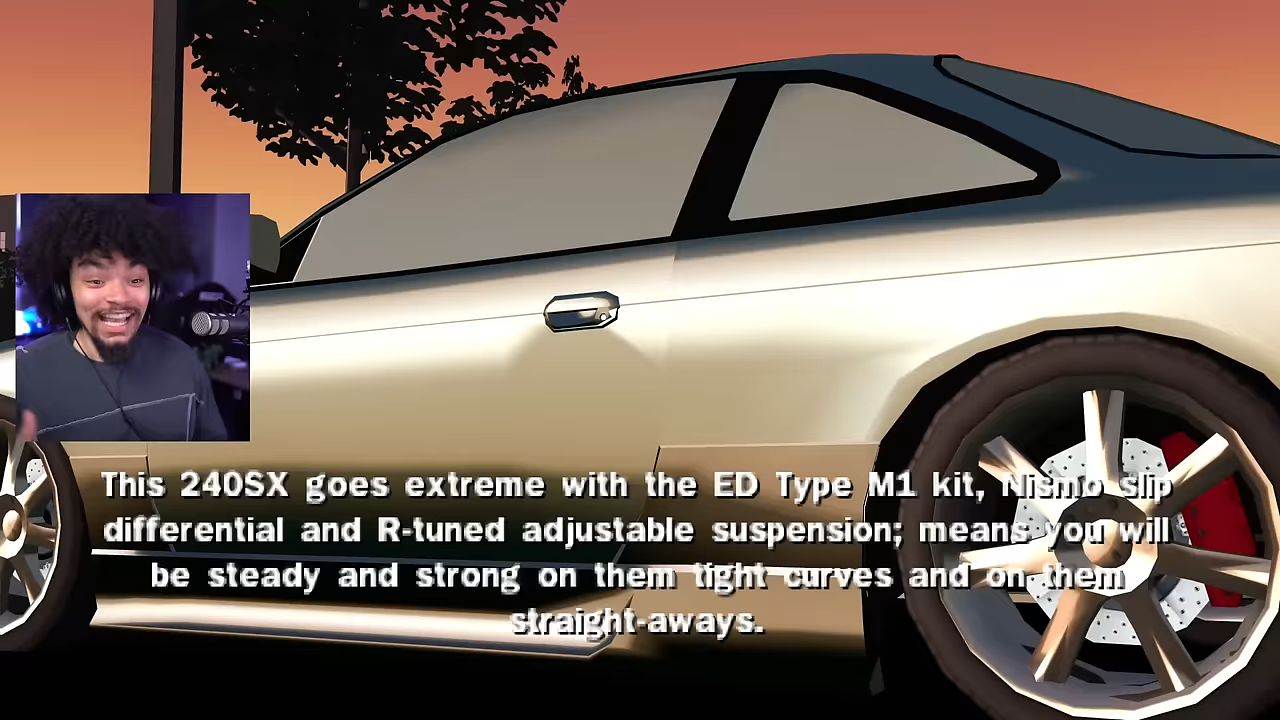 This 240SX goes extreme with the ED Type M1 kit, Nismo slip
differential and R-tuned adjustable suspension; means you will
be steady and strong on them tight curves and on them
straight-aways.